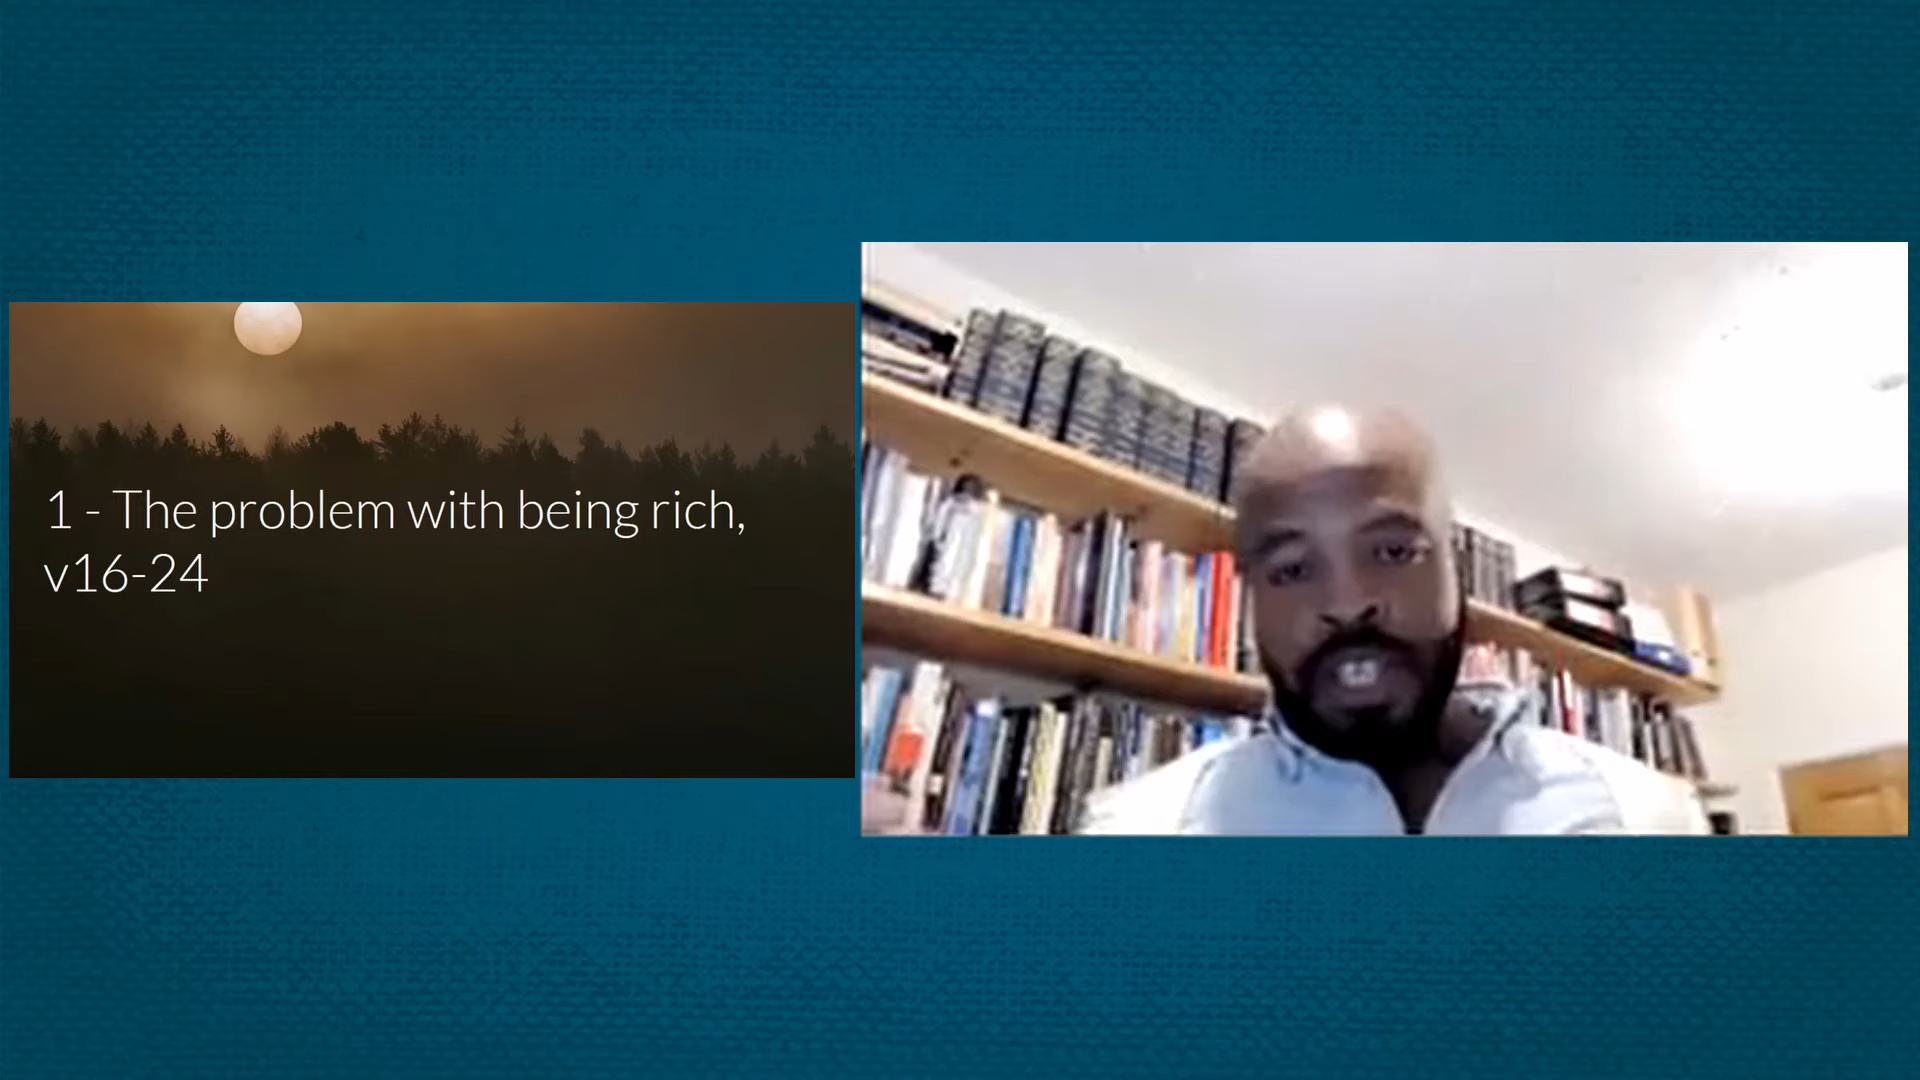 1 - The problem with being rich,
v16-24